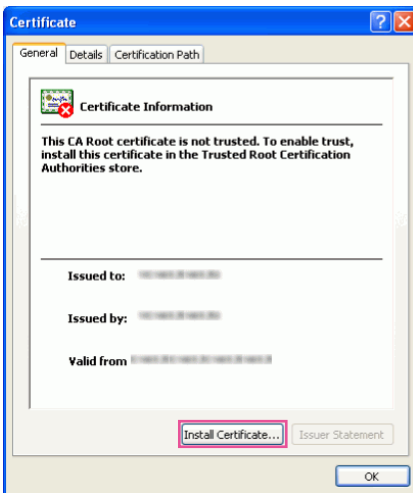 Certificate
General Details Certification Path
Certificate Information
This CA Root certificate is not trusted. To enable trust,
install this certificate in the Trusted Root Certification
Authorities store.
Issued to:
Issued by:
Valid from
Install Certificate... Issuer Statement
OK